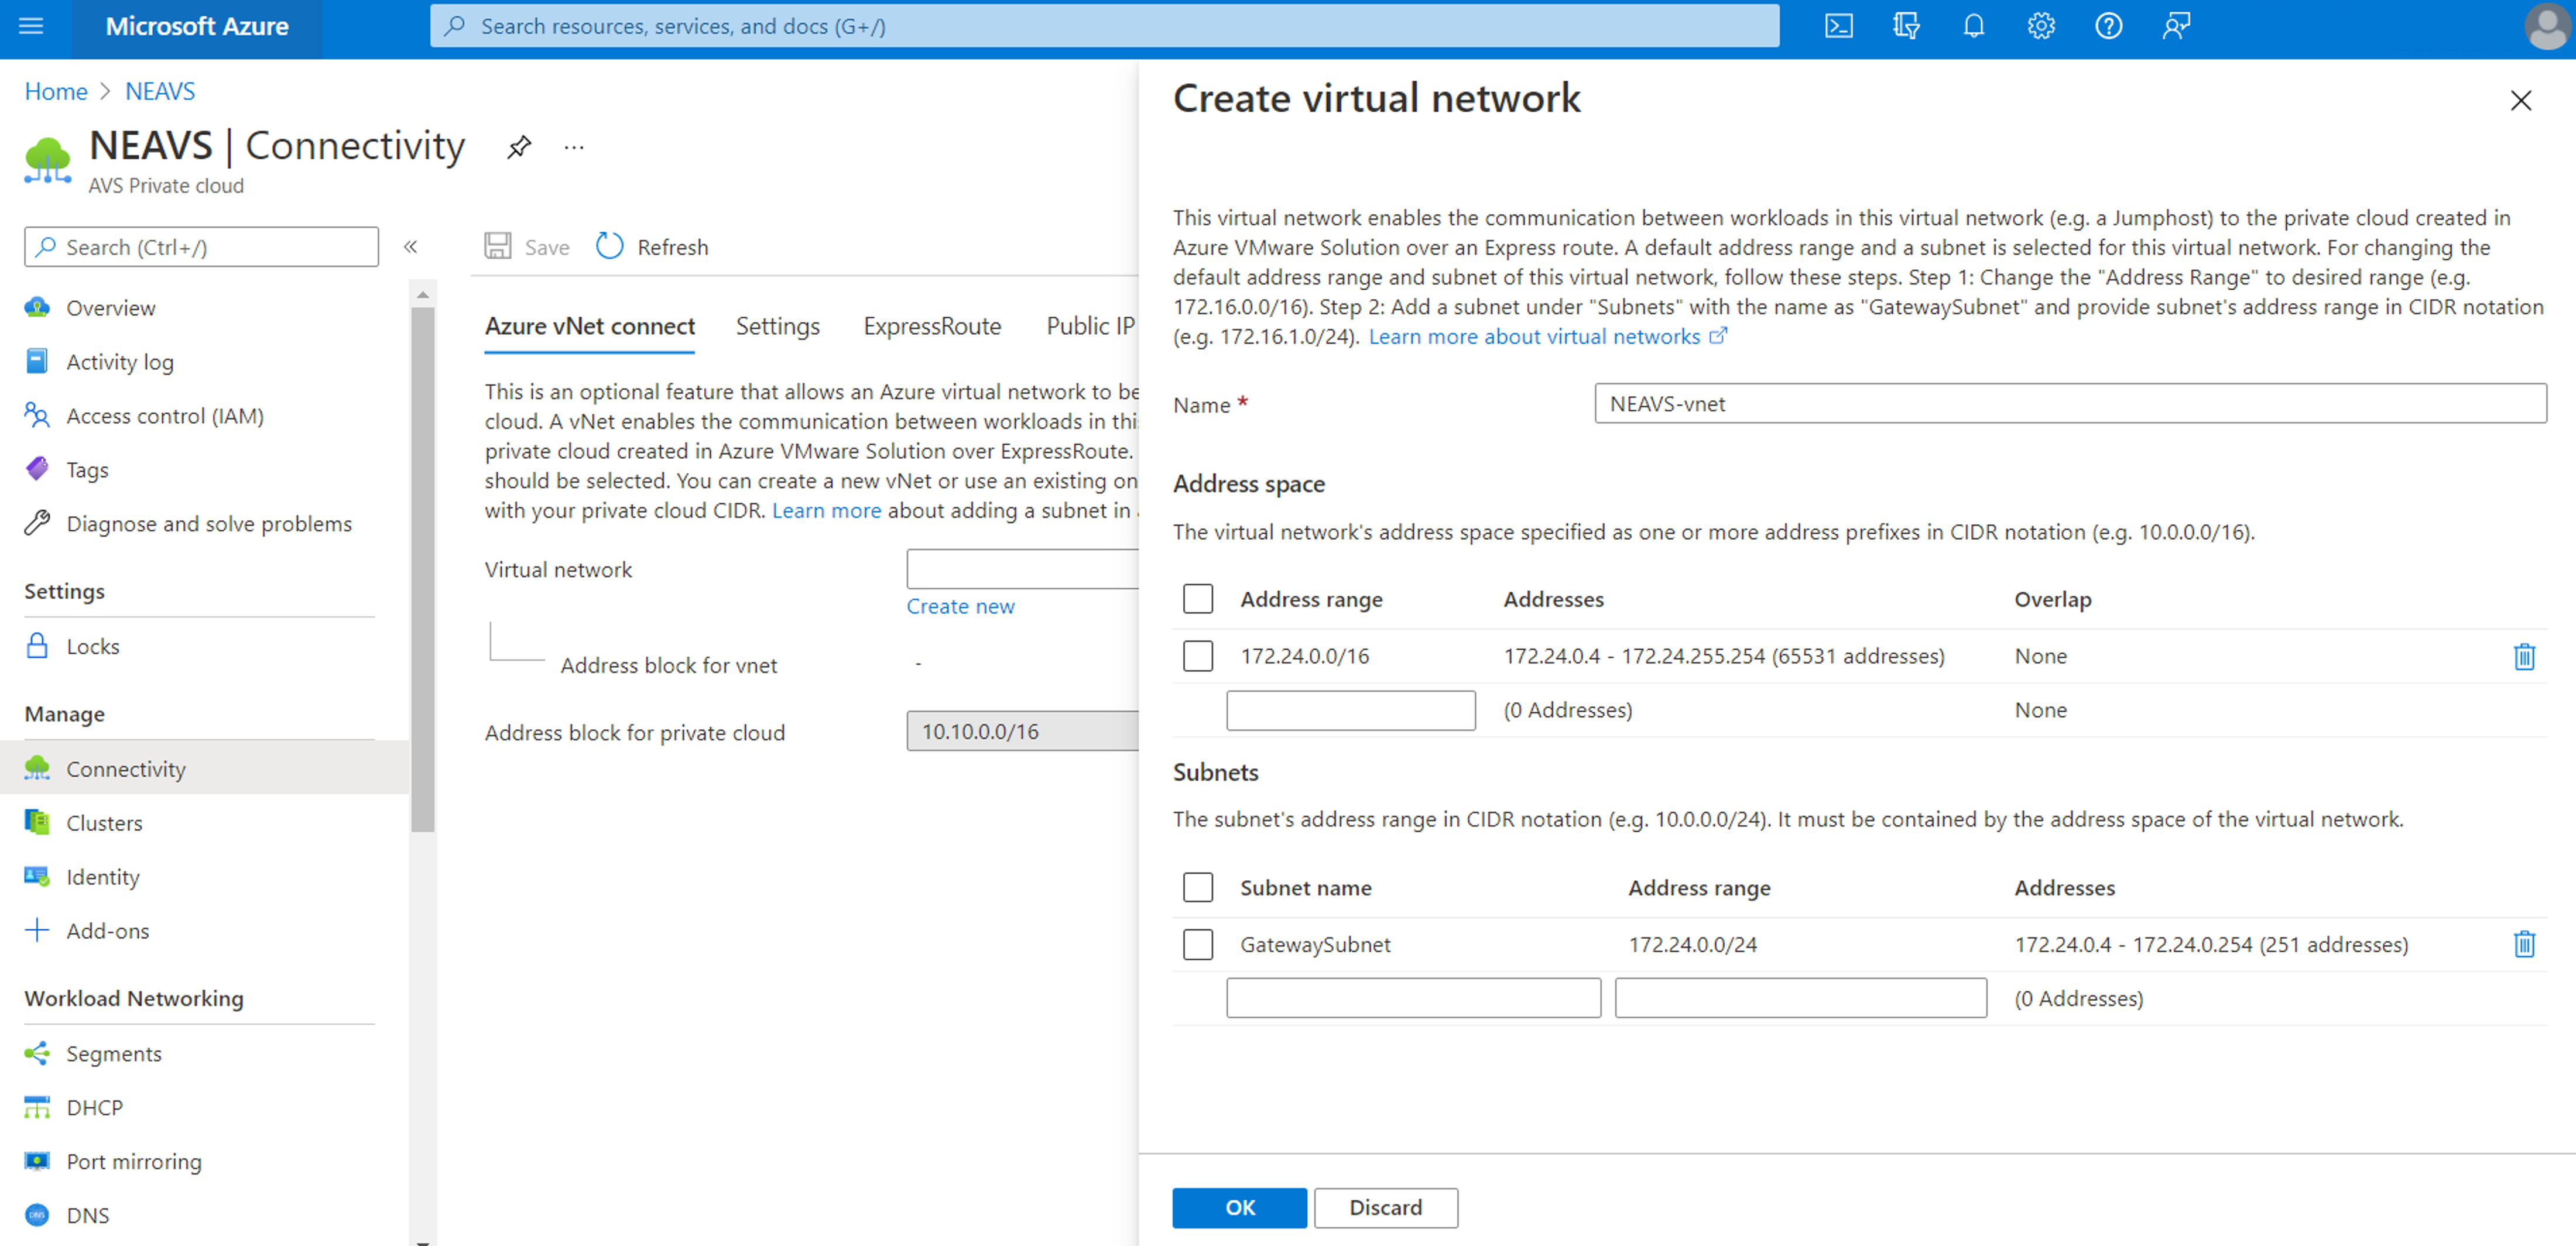 Microsoft Azure
Search resources, services, and docs (G+/)
Home > NEAVS
NEAVS | Connectivity
...
AVS Private cloud
Search (Ctrl+/)
«
Overview
Activity log
Access control (IAM)
Tags
Diagnose and solve problems
Settings
Locks
Manage
Connectivity
Clusters
Identity
Add-ons
Workload Networking
Segments
DHCP
Port mirroring
DNS
DNS
Save
Refresh
Azure vNet connect
Settings
ExpressRoute
Public IP
This is an optional feature that allows an Azure virtual network to be
cloud. A vNet enables the communication between workloads in thi
private cloud created in Azure VMware Solution over ExpressRoute.
should be selected. You can create a new vNet or use an existing on
with your private cloud CIDR. Learn more about adding a subnet in
Virtual network
Create new
Address block for vnet
-
Address block for private cloud
10.10.0.0/16
Create virtual network
This virtual network enables the communication between workloads in this virtual network (e.g. a Jumphost) to the private cloud created in
Azure VMware Solution over an Express route. A default address range and a subnet is selected for this virtual network. For changing the
default address range and subnet of this virtual network, follow these steps. Step 1: Change the "Address Range" to desired range (e.g.
172.16.0.0/16). Step 2: Add a subnet under "Subnets" with the name as "GatewaySubnet" and provide subnet's address range in CIDR notation
(e.g. 172.16.1.0/24). Learn more about virtual networks
Name *
NEAVS-vnet
Address space
The virtual network's address space specified as one or more address prefixes in CIDR notation (e.g. 10.0.0.0/16).
Address range Addresses Overlap
172.24.0.0/16 172.24.0.4 - 172.24.255.254 (65531 addresses) None
(0 Addresses) None
Subnets
The subnet's address range in CIDR notation (e.g. 10.0.0.0/24). It must be contained by the address space of the virtual network.
Subnet name Address range Addresses
GatewaySubnet 172.24.0.0/24 172.24.0.4 - 172.24.0.254 (251 addresses)
(0 Addresses)
OK
Discard